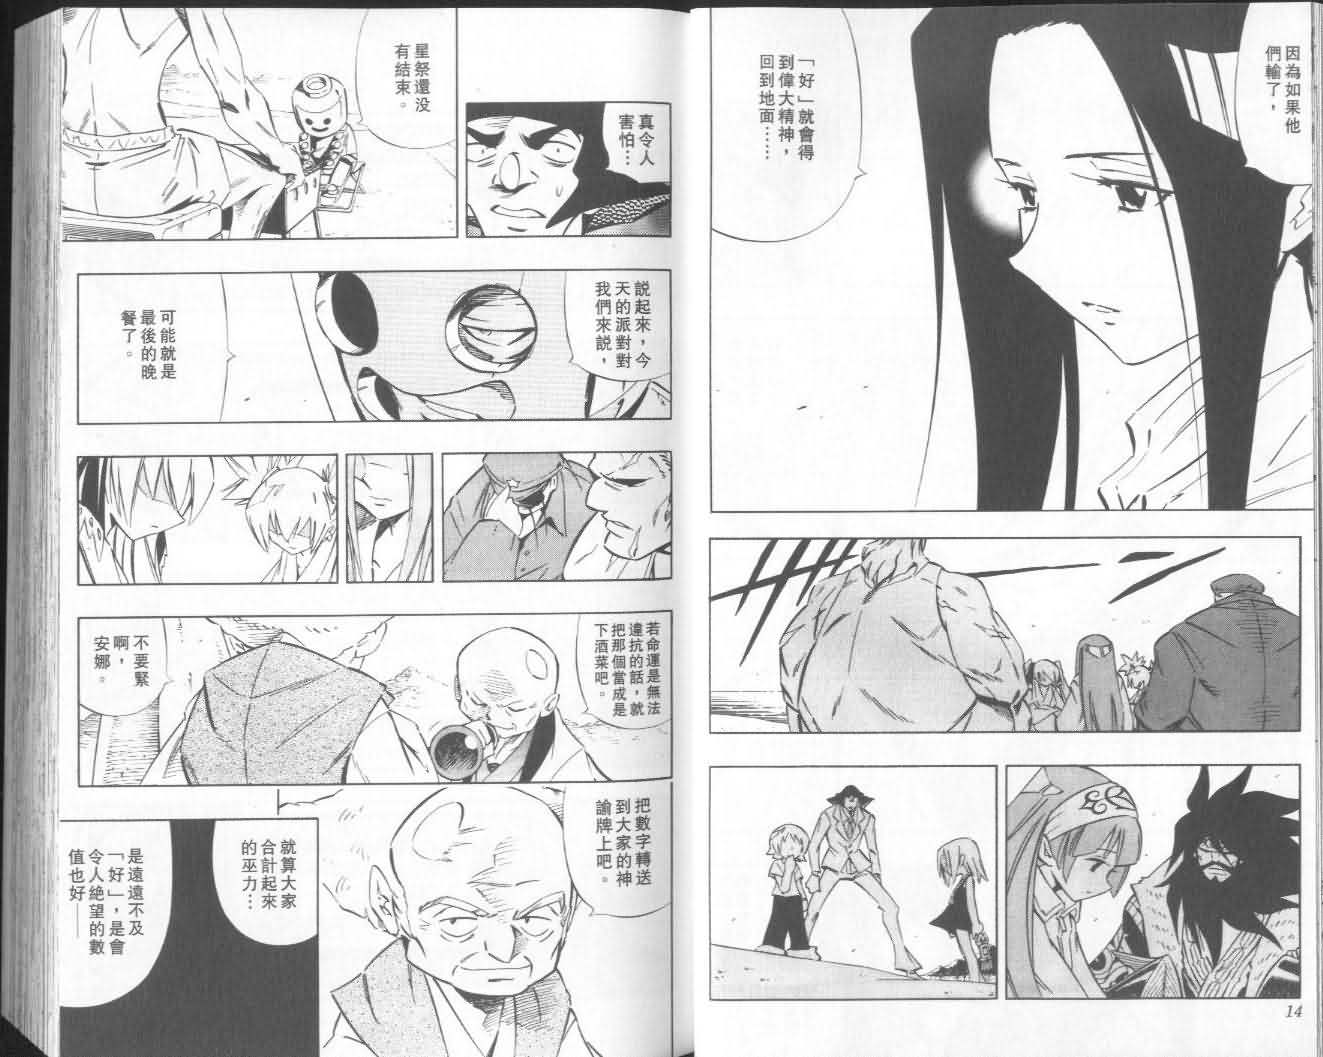 因為如果他
們輸了，
「好」就會得
到偉大精神，
回到地面……
14
真令人
害怕…
星祭還没
有結束。
說起來，今
天的派對對
我們來說，
可能就是
最後的晚
餐了。
若命運是無法
違抗的話，就
把那個當成是
下酒菜吧。
不要緊
啊，
安娜。
把數字轉送
到大家的神
諭牌上吧。
就算大家
合計起來
的巫力…
是遠遠不及
「好」，是會
令人絶望的數
值也好——